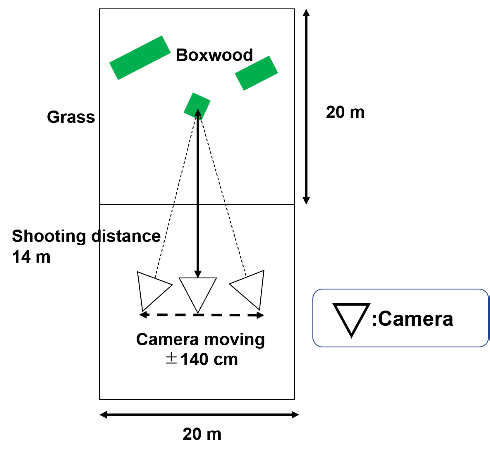 Boxwood
Grass
20 m
Shooting distance
14 m
Camera moving
±140 cm
:Camera
20 m